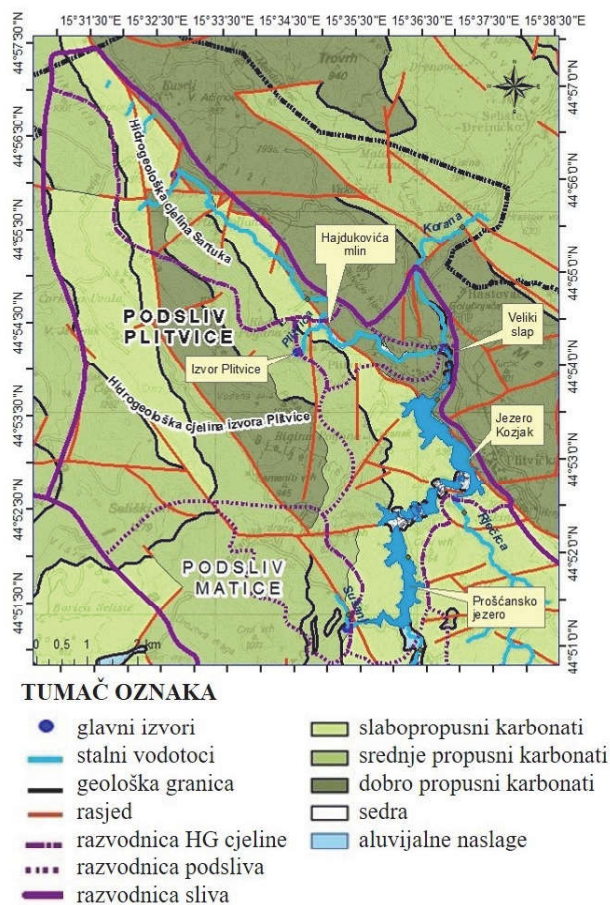 15°31'30"E 15°32'30"E 15°33'30"E 15°34'30"E 15°35'30"E 15°36'30"E 15°37'30"E 15°38'30"E
44°57'30"N
44°56'30"N
44°55'30"N
44°54'30"N
44°53'30"N
44°52'30"N
44°51'30"N
44°57'0"N
44°56'0"N
44°55'0"N
44°54'0"N
44°53'0"N
44°52'0"N
44°51'0"N
Trovrh
940
Hidrogeološka cjelina Sartuka
Korana
Hajdukovića
mlin
Veliki
slap
PODSLIV
PLITVICE
Plitvica
Izvor Plitvice
Hidrogeološka cjelina izvora Plitvice
Jezero
Kozjak
Rječica
PODSLIV
MATICE
Sušanj
Prošćansko
jezero
0 0,5 1 2 km
TUMAČ OZNAKA
glavni izvori
stalni vodotoci
geološka granica
rasjed
razvodnica HG cjeline
razvodnica podsliva
razvodnica sliva
slabopropusni karbonati
srednje propusni karbonati
dobro propusni karbonati
sedra
aluvijalne naslage